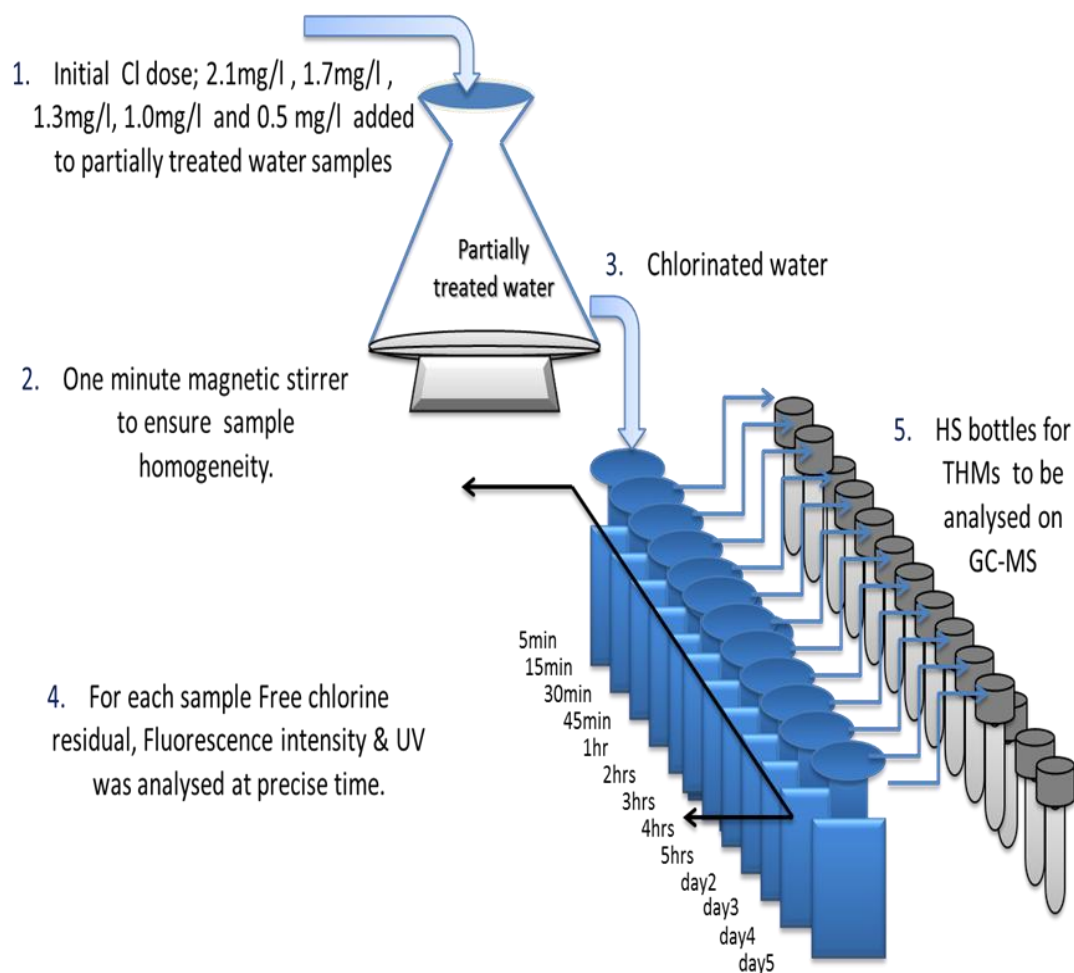 1. Initial Cl dose; 2.1mg/l , 1.7mg/l ,
1.3mg/l, 1.0mg/l and 0.5 mg/l added
to partially treated water samples
Partially
treated water
3. Chlorinated water
2. One minute magnetic stirrer
to ensure sample
homogeneity.
5. HS bottles for
THMs to be
analysed on
GC-MS
4. For each sample Free chlorine
residual, Fluorescence intensity & UV
was analysed at precise time.
5min
15min
30min
45min
1hr
2hrs
3hrs
4hrs
5hrs
day2
day3
day4
day5